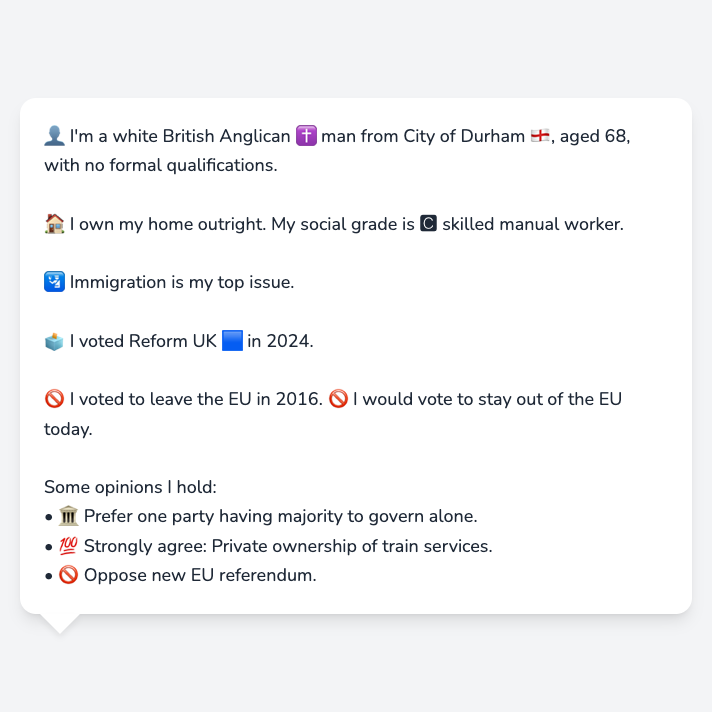 👤 I'm a white British Anglican ✝️ man from City of Durham 🏴󠁧󠁢󠁥󠁮󠁧󠁿, aged 68,
with no formal qualifications.
🏠 I own my home outright. My social grade is 🅲 skilled manual worker.
🛂 Immigration is my top issue.
🗳️ I voted Reform UK 🟦 in 2024.
🚫 I voted to leave the EU in 2016. 🚫 I would vote to stay out of the EU
today.
Some opinions I hold:
• 🏛️ Prefer one party having majority to govern alone.
• 💯 Strongly agree: Private ownership of train services.
• 🚫 Oppose new EU referendum.